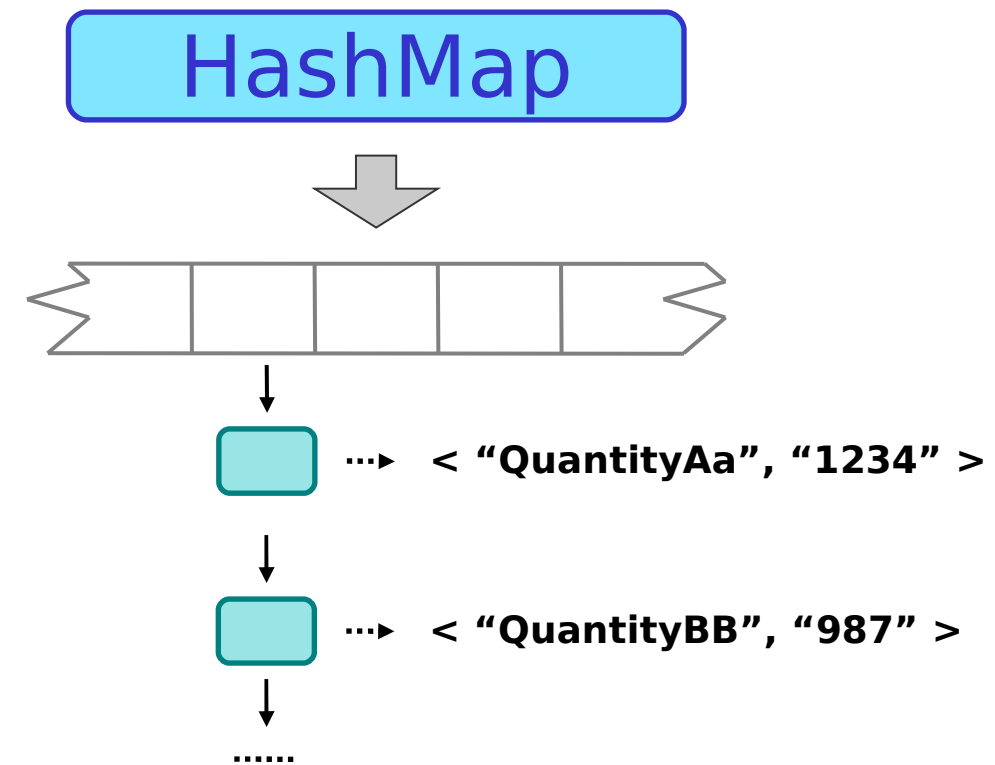 HashMap
< “QuantityAa”, “1234” >
< “QuantityBB”, “987” >
······